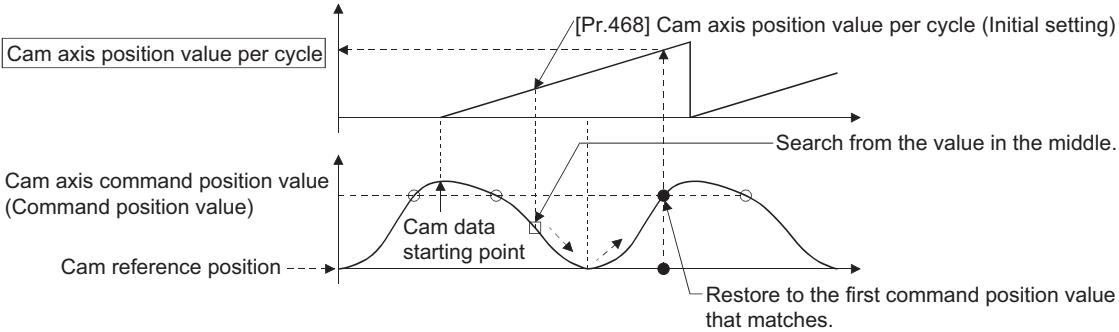 [Pr.468] Cam axis position value per cycle (Initial setting)
Cam axis position value per cycle
Search from the value in the middle.
Cam axis command position value
(Command position value)
Cam data
starting point
Cam reference position
Restore to the first command position value
that matches.